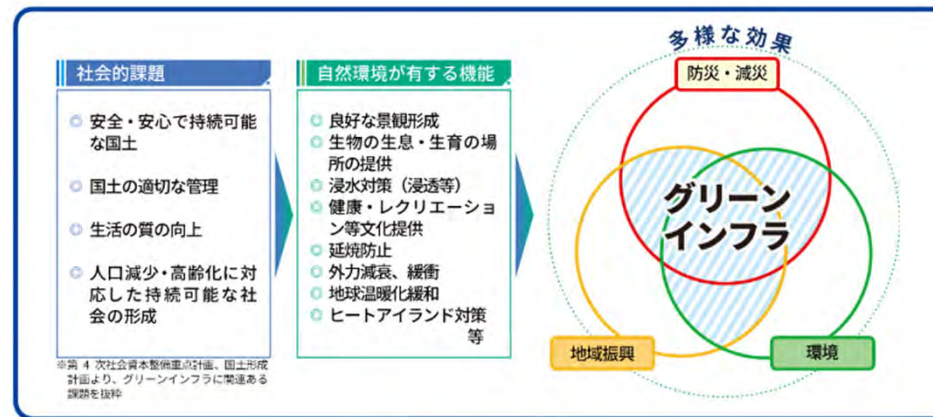 社会的課題
◎ 安全・安心で持続可能
な国土
◎ 国土の適切な管理
◎ 生活の質の向上
◎ 人口減少・高齢化に対
応した持続可能な社
会の形成
※第 4 次社会資本整備重点計画、国土形成
計画より、グリーンインフラに関連ある
課題を抜粋
自然環境が有する機能
◎ 良好な景観形成
◎ 生物の生息・生育の場
所の提供
◎ 浸水対策（浸透等）
◎ 健康・レクリエーショ
ン等文化提供
◎ 延焼防止
◎ 外力減衰、緩衝
◎ 地球温暖化緩和
◎ ヒートアイランド対策
等
多様な効果
防災・減災
グリーン
インフラ
地域振興
環境